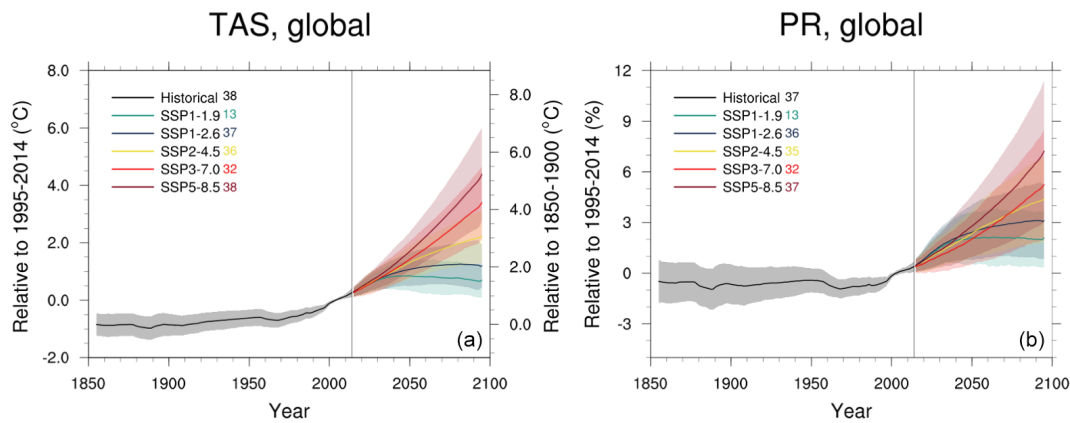 TAS, global
8.0
6.0
4.0
2.0
0.0
-2.0
Relative to 1995-2014 (°C)
Historical 38
SSP1-1.9 13
SSP1-2.6 37
SSP2-4.5 36
SSP3-7.0 32
SSP5-8.5 38
(a)
8.0
6.0
4.0
2.0
0.0
Relative to 1850-1900 (°C)
1850 1900 1950 2000 2050 2100
Year
PR, global
12
9
6
3
0
-3
Relative to 1995-2014 (%)
Historical 37
SSP1-1.9 13
SSP1-2.6 36
SSP2-4.5 35
SSP3-7.0 32
SSP5-8.5 37
(b)
1850 1900 1950 2000 2050 2100
Year